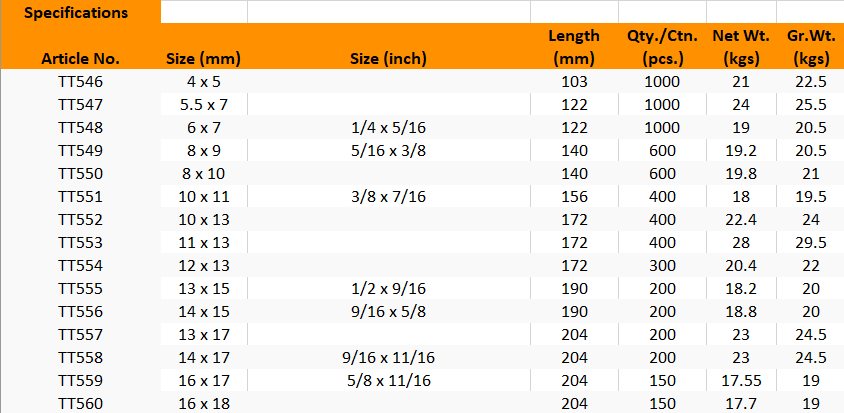 Specifications
Length Qty./Ctn. Net Wt. Gr.Wt.
Article No. Size (mm) Size (inch) (mm) (pcs.) (kgs) (kgs)
TT546 4 x 5 103 1000 21 22.5
TT547 5.5 x 7 122 1000 24 25.5
TT548 6 x 7 1/4 x 5/16 122 1000 19 20.5
TT549 8 x 9 5/16 x 3/8 140 600 19.2 20.5
TT550 8 x 10 140 600 19.8 21
TT551 10 x 11 3/8 x 7/16 156 400 18 19.5
TT552 10 x 13 172 400 22.4 24
TT553 11 x 13 172 400 28 29.5
TT554 12 x 13 172 300 20.4 22
TT555 13 x 15 1/2 x 9/16 190 200 18.2 20
TT556 14 x 15 9/16 x 5/8 190 200 18.8 20
TT557 13 x 17 204 200 23 24.5
TT558 14 x 17 9/16 x 11/16 204 200 23 24.5
TT559 16 x 17 5/8 x 11/16 204 150 17.55 19
TT560 16 x 18 204 150 17.7 19